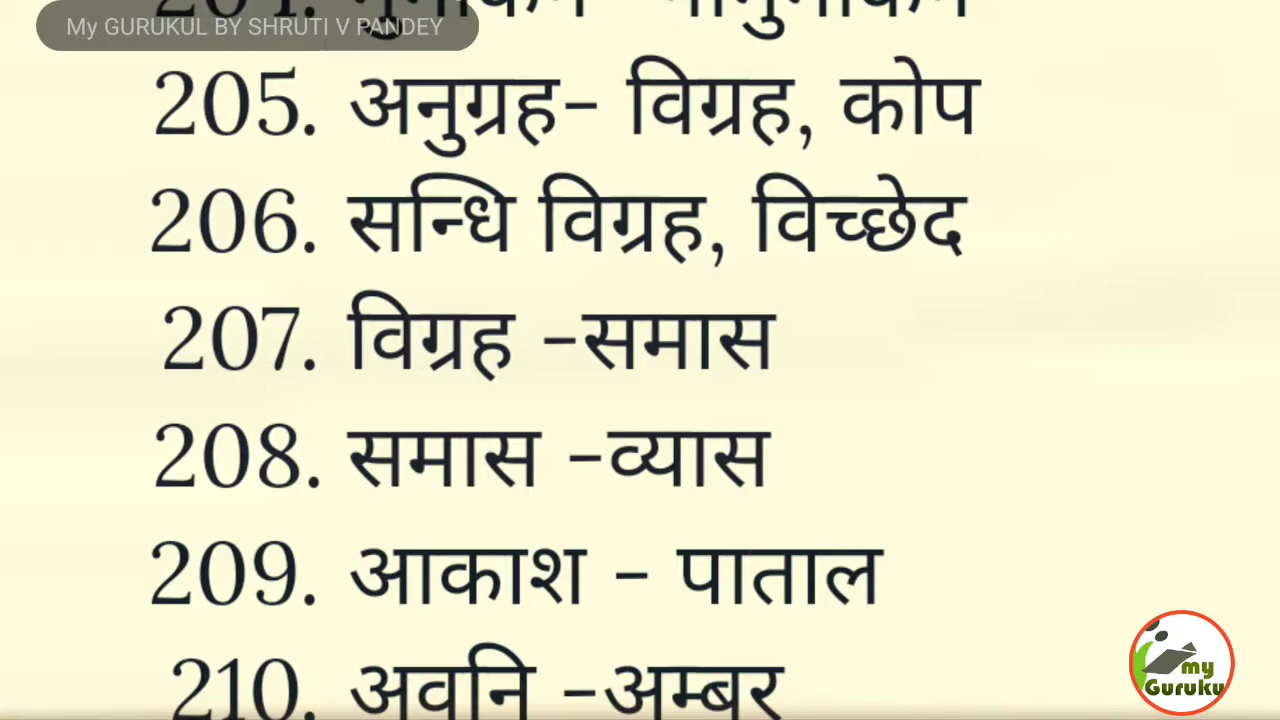 My GURUKUL BY SHRUTI V PANDEY
205. अनुग्रह- विग्रह, कोप
206. सन्धि विग्रह, विच्छेद
207. विग्रह -समास
208. समास -व्यास
209. आकाश - पाताल
210. अवनि -अम्बर
my
Guruku